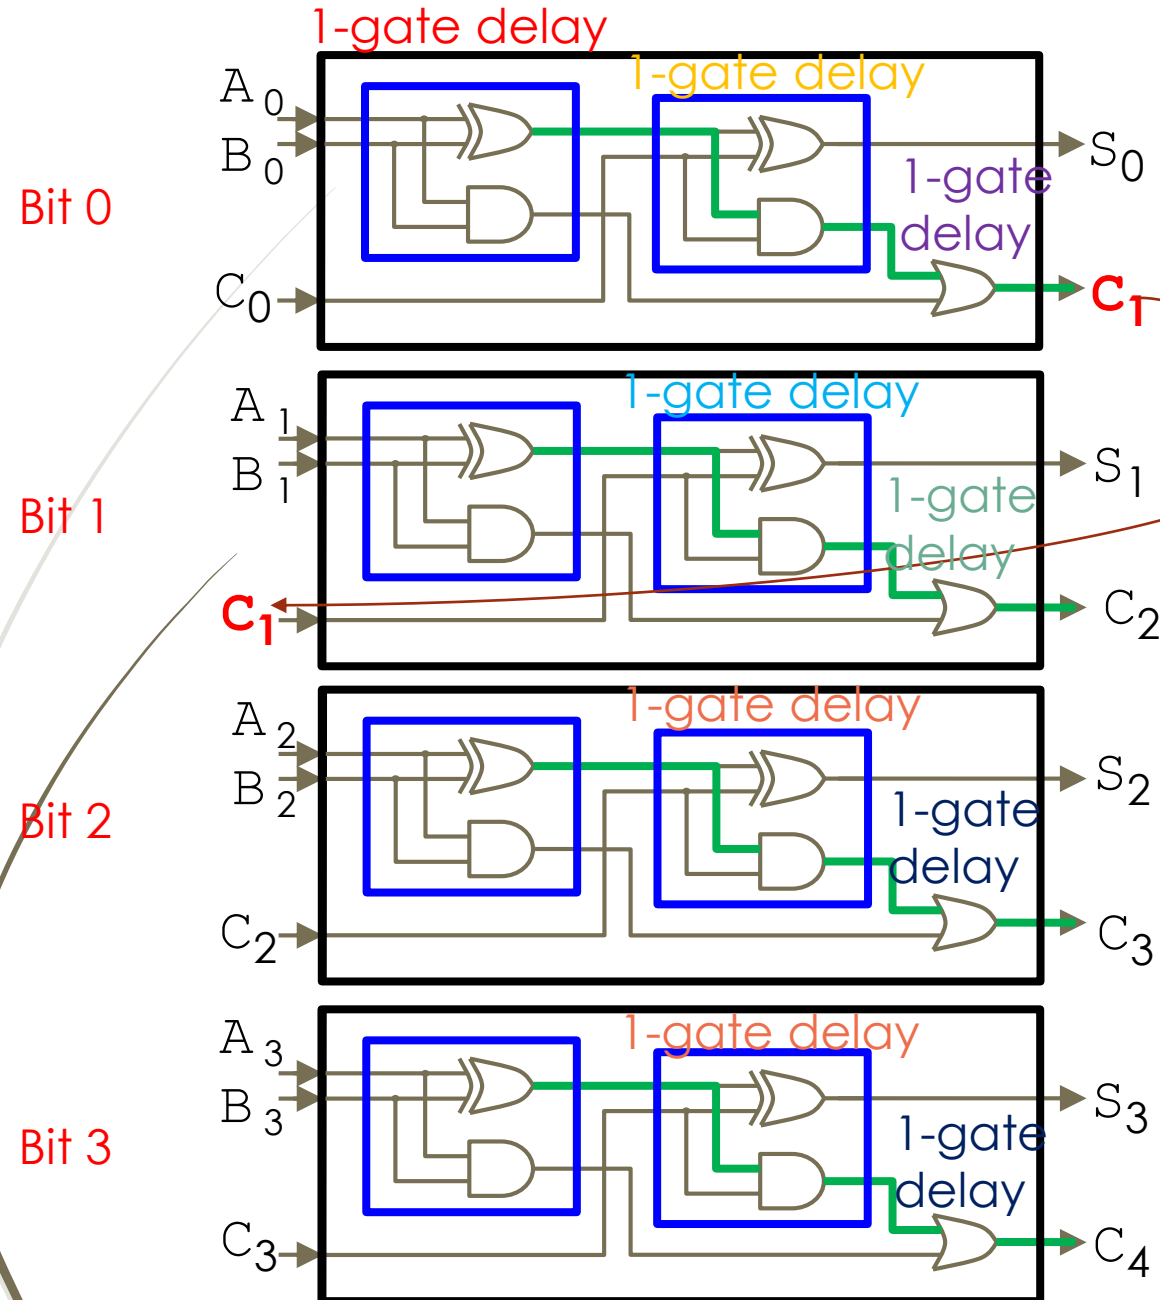 1-gate delay
1-gate delay
A0
B0
S0
1-gate
delay
Bit 0
C0
C1
1-gate delay
A1
B1
S1
1-gate
delay
Bit 1
C1
C2
1-gate delay
A2
B2
S2
1-gate
delay
Bit 2
C2
C3
1-gate delay
A3
B3
S3
1-gate
delay
Bit 3
C3
C4